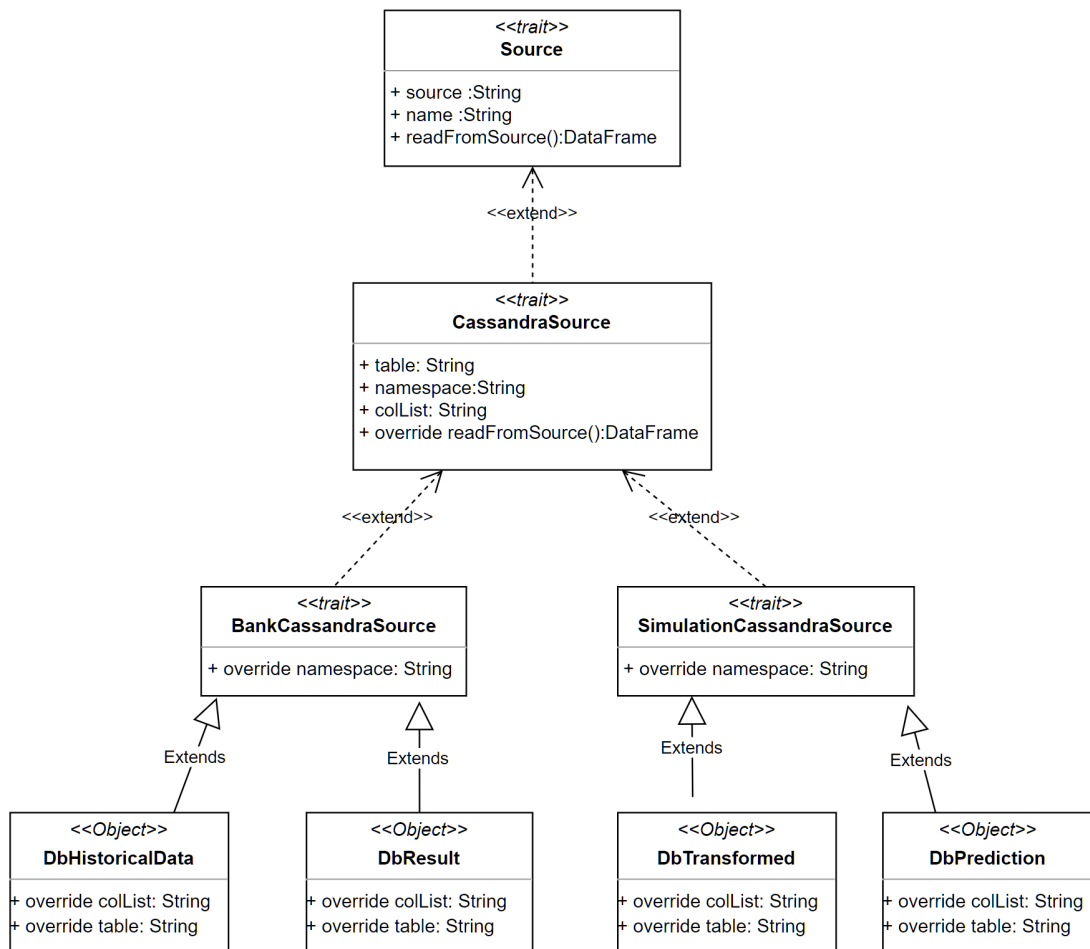 <<trait>>
Source
+ source :String
+ name :String
+ readFromSource():DataFrame
<<extend>>
<<trait>>
CassandraSource
+ table: String
+ namespace:String
+ colList: String
+ override readFromSource():DataFrame
<<extend>>
<<extend>>
<<trait>>
BankCassandraSource
+ override namespace: String
<<trait>>
SimulationCassandraSource
+ override namespace: String
Extends
Extends
Extends
Extends
<<Object>>
DbHistoricalData
+ override colList: String
+ override table: String
<<Object>>
DbResult
+ override colList: String
+ override table: String
<<Object>>
DbTransformed
+ override colList: String
+ override table: String
<<Object>>
DbPrediction
+ override colList: String
+ override table: String